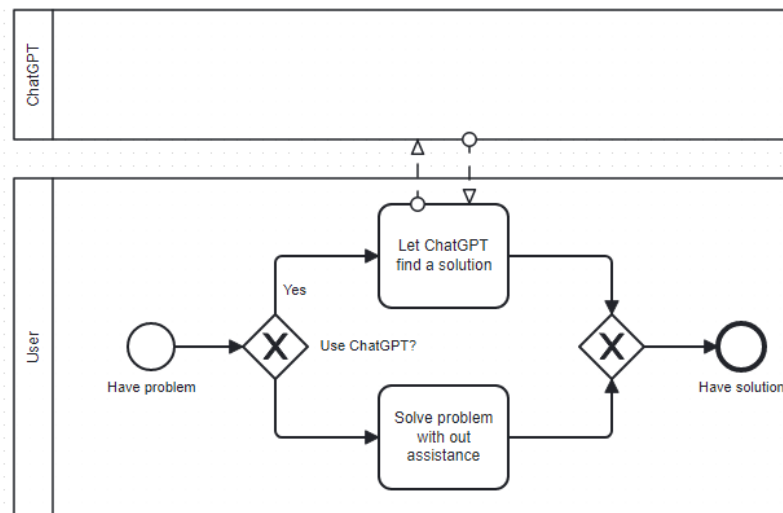 ChatGPT
User
Have problem
Yes
Use ChatGPT?
Let ChatGPT
find a solution
Solve problem
with out
assistance
Have solution